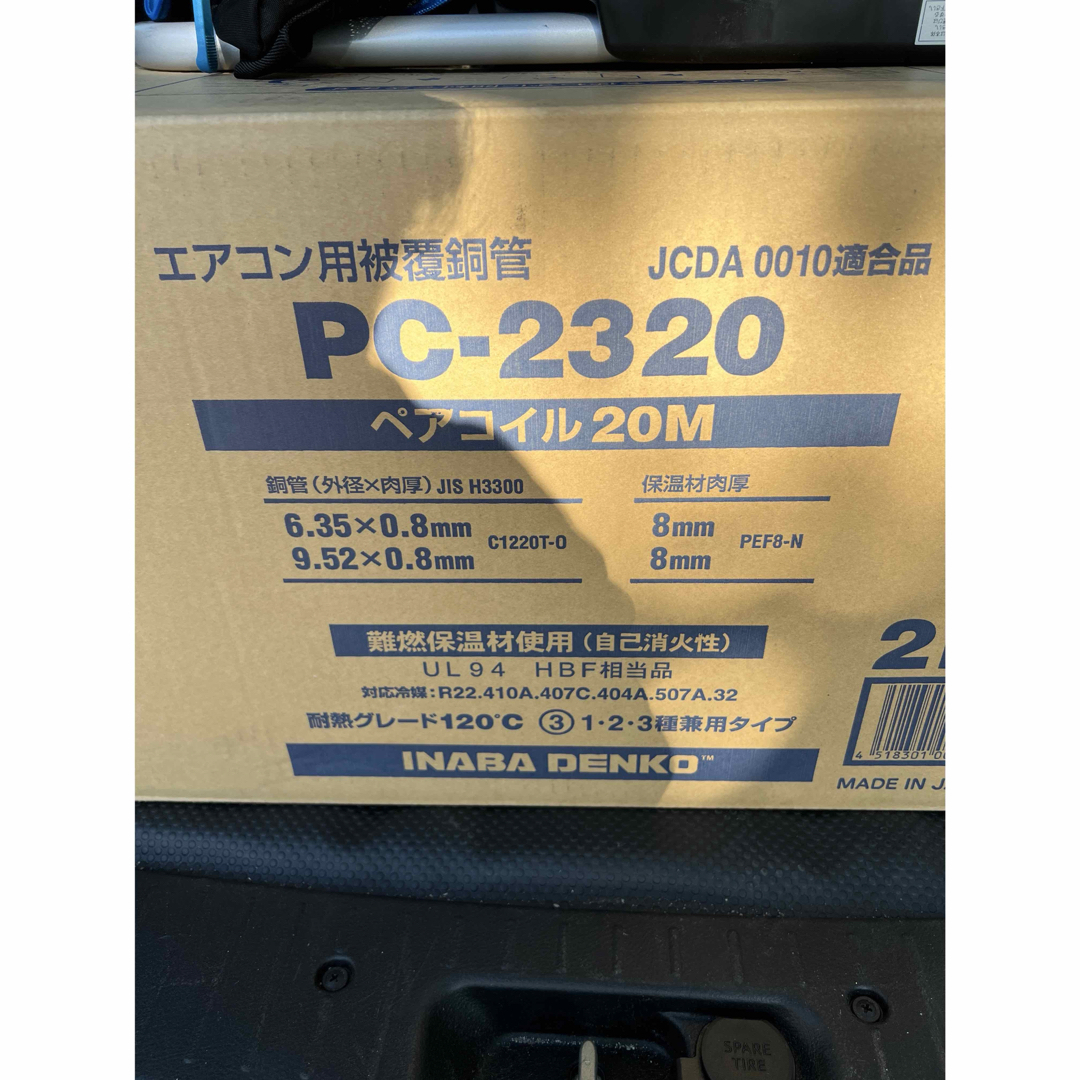 エアコン用被覆銅管
JCDA 0010適合品
PC-2320
ペアコイル 20M
銅管(外径×肉厚) JIS H3300
6.35×0.8mm
9.52×0.8mm
C1220T-O
保温材肉厚
8mm
8mm
PEF8-N
難燃保温材使用(自己消火性)
UL94 HBF相当品
対応冷媒:R22.410A.407C.404A.507A.32
耐熱グレード120℃ ③1・2・3種兼用タイプ
INABA DENKO™
2
4 518301
MADE IN
SPARE
TIRE